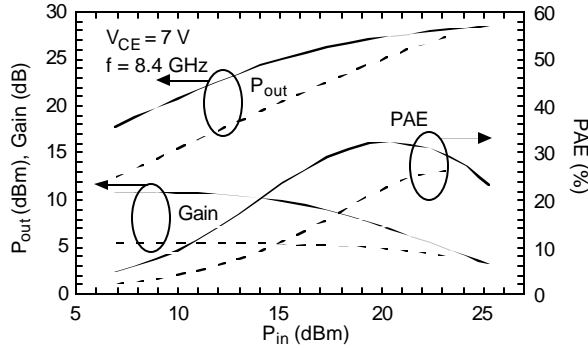 30
25
20
15
10
5
0
P_out (dBm), Gain (dB)
V_CE = 7 V
f = 8.4 GHz
P_out
PAE
Gain
60
50
40
30
20
10
0
PAE (%)
5
10
15
20
25
P_in (dBm)